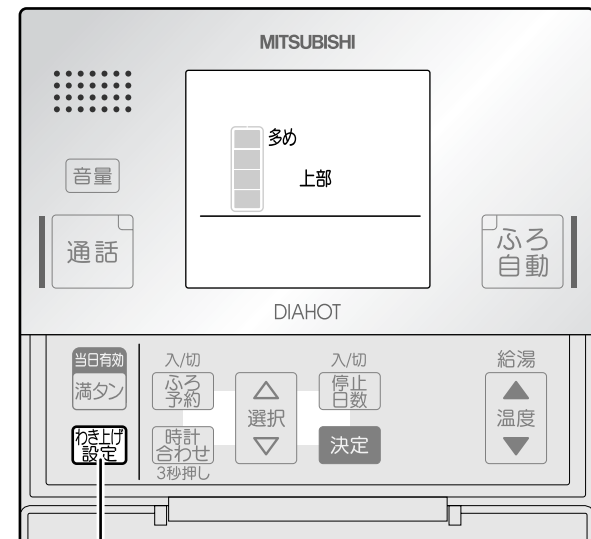 MITSUBISHI
多め
上部
音量
通話
ふろ
自動
DIAHOT
当日有効
満タン
わき上げ
設定
入/切
ふろ
予約
時計
合わせ
3秒押し
△
選択
▽
入/切
停止
日数
決定
給湯
▲
温度
▼